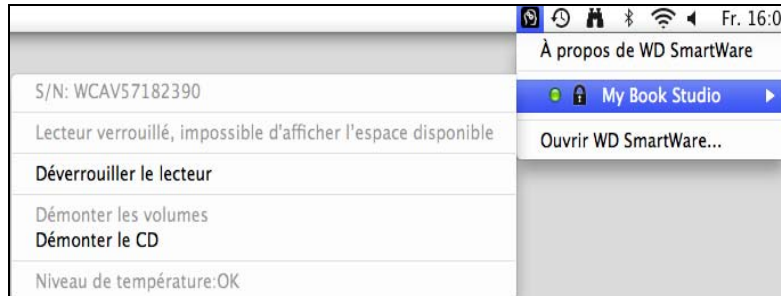 Fr. 16:0
À propos de WD SmartWare
My Book Studio
Ouvrir WD SmartWare...
S/N: WCAV57182390
Lecteur verrouillé, impossible d'afficher l'espace disponible
Déverrouiller le lecteur
Démonter les volumes
Démonter le CD
Niveau de température:OK